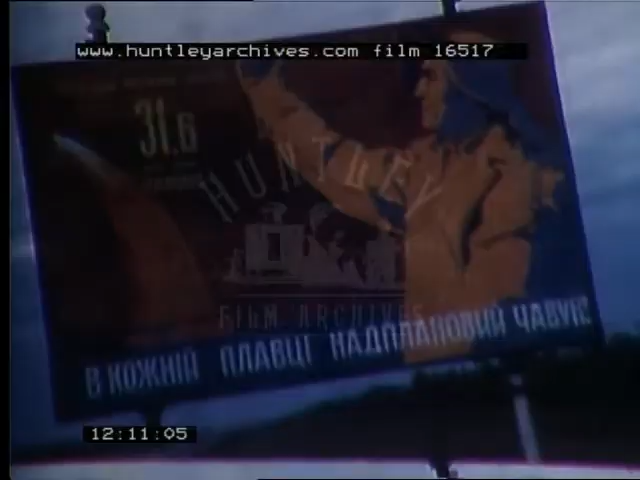 www.huntleyarchives.com film 16517
31.6
HUNTLEY
FILM ARCHIVES
В КОЖНІЙ ПЛАВЦІ НАДПЛАНОВИЙ ЧАВУН!
12:11:05